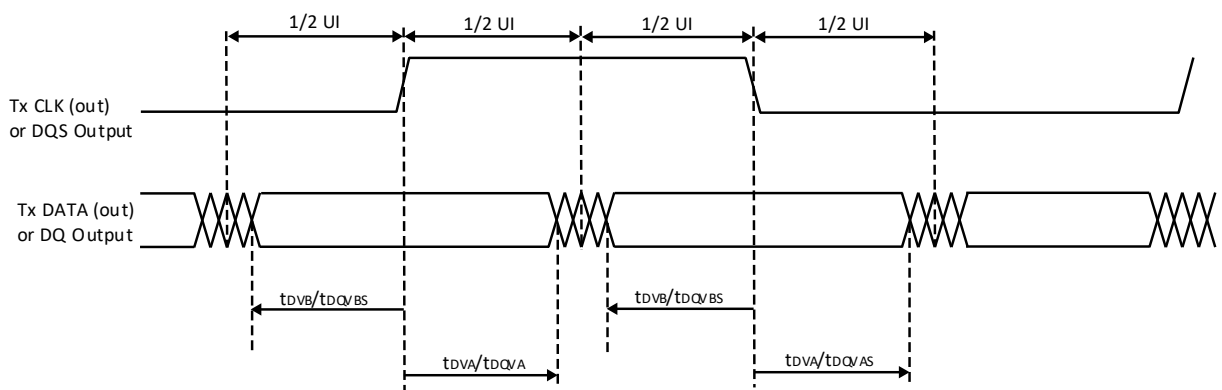 1/2 UI
1/2 UI
1/2 UI
1/2 UI
Tx CLK (out)
or DQS Output
Tx DATA (out)
or DQ Output
tDVB/tDQVBS
tDVB/tDQVBS
tDVA/tDQVA
tDVA/tDQVAS